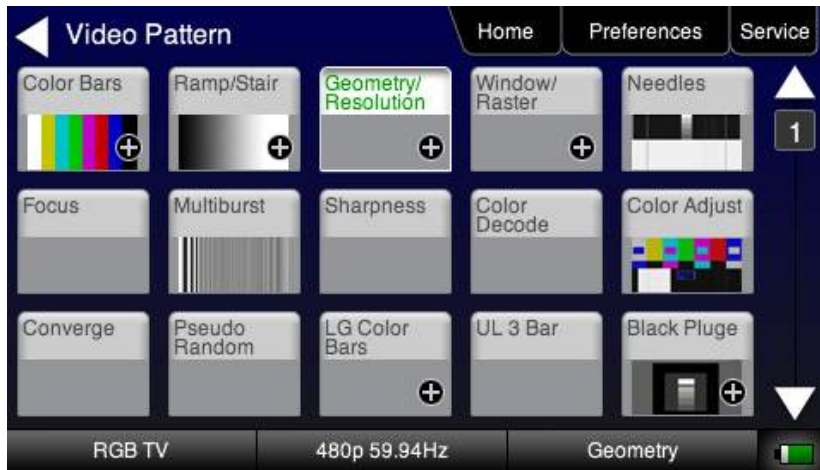 Video Pattern
Home
Preferences
Service
Color Bars
Ramp/Stair
Geometry/
Resolution
Window/
Raster
Needles
1
Focus
Multiburst
Sharpness
Color
Decode
Color Adjust
Converge
Pseudo
Random
LG Color
Bars
UL 3 Bar
Black Pluge
RGB TV
480p 59.94Hz
Geometry